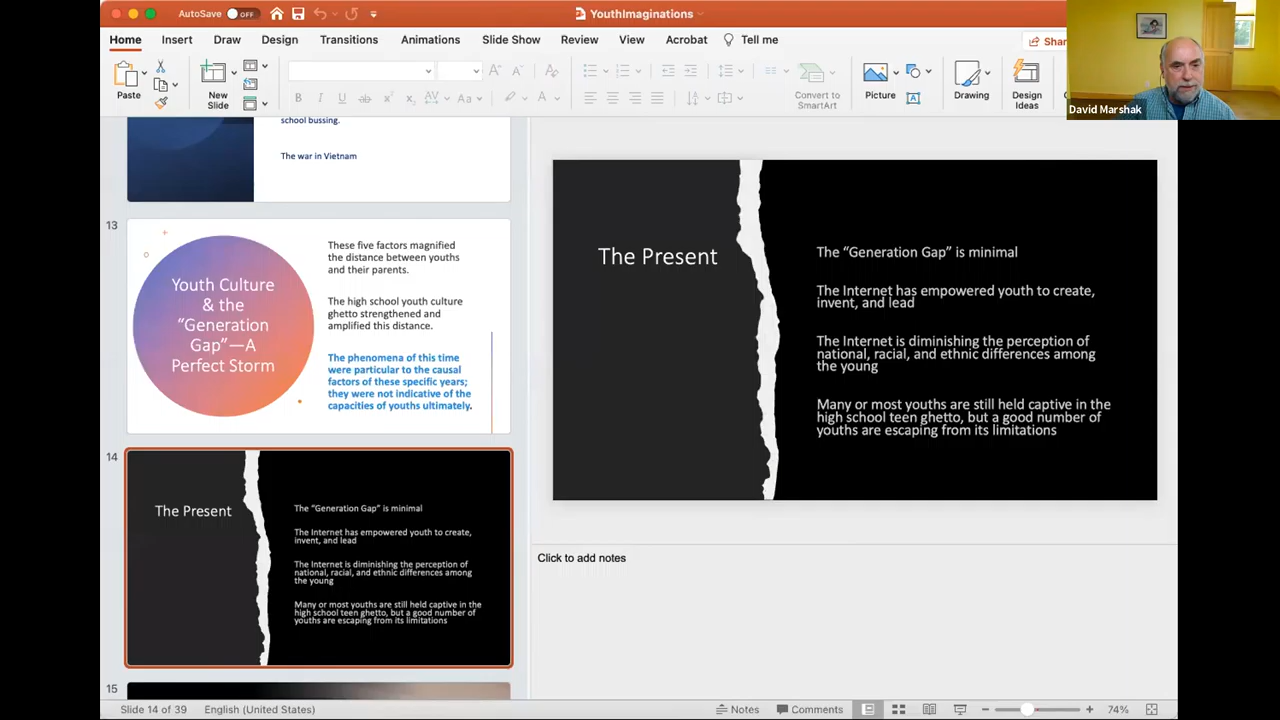 AutoSave OFF
YouthImaginations
Home Insert Draw Design Transitions Animations Slide Show Review View Acrobat Tell me
Shar
Paste
New
Slide
Convert to
SmartArt
Picture
Drawing
Design
Ideas
David Marshak
school bussing.
The war in Vietnam
13
Youth Culture
& the
“Generation
Gap”—A
Perfect Storm
These five factors magnified
the distance between youths
and their parents.
The high school youth culture
ghetto strengthened and
amplified this distance.
The phenomena of this time
were particular to the causal
factors of these specific years;
they were not indicative of the
capacities of youths ultimately.
14
The Present
The “Generation Gap” is minimal
The Internet has empowered youth to create,
invent, and lead
The Internet is diminishing the perception of
national, racial, and ethnic differences among
the young
Many or most youths are still held captive in the
high school teen ghetto, but a good number of
youths are escaping from its limitations
15
The Present
The “Generation Gap” is minimal
The Internet has empowered youth to create,
invent, and lead
The Internet is diminishing the perception of
national, racial, and ethnic differences among
the young
Many or most youths are still held captive in the
high school teen ghetto, but a good number of
youths are escaping from its limitations
Click to add notes
Slide 14 of 39 English (United States) Notes Comments 74%